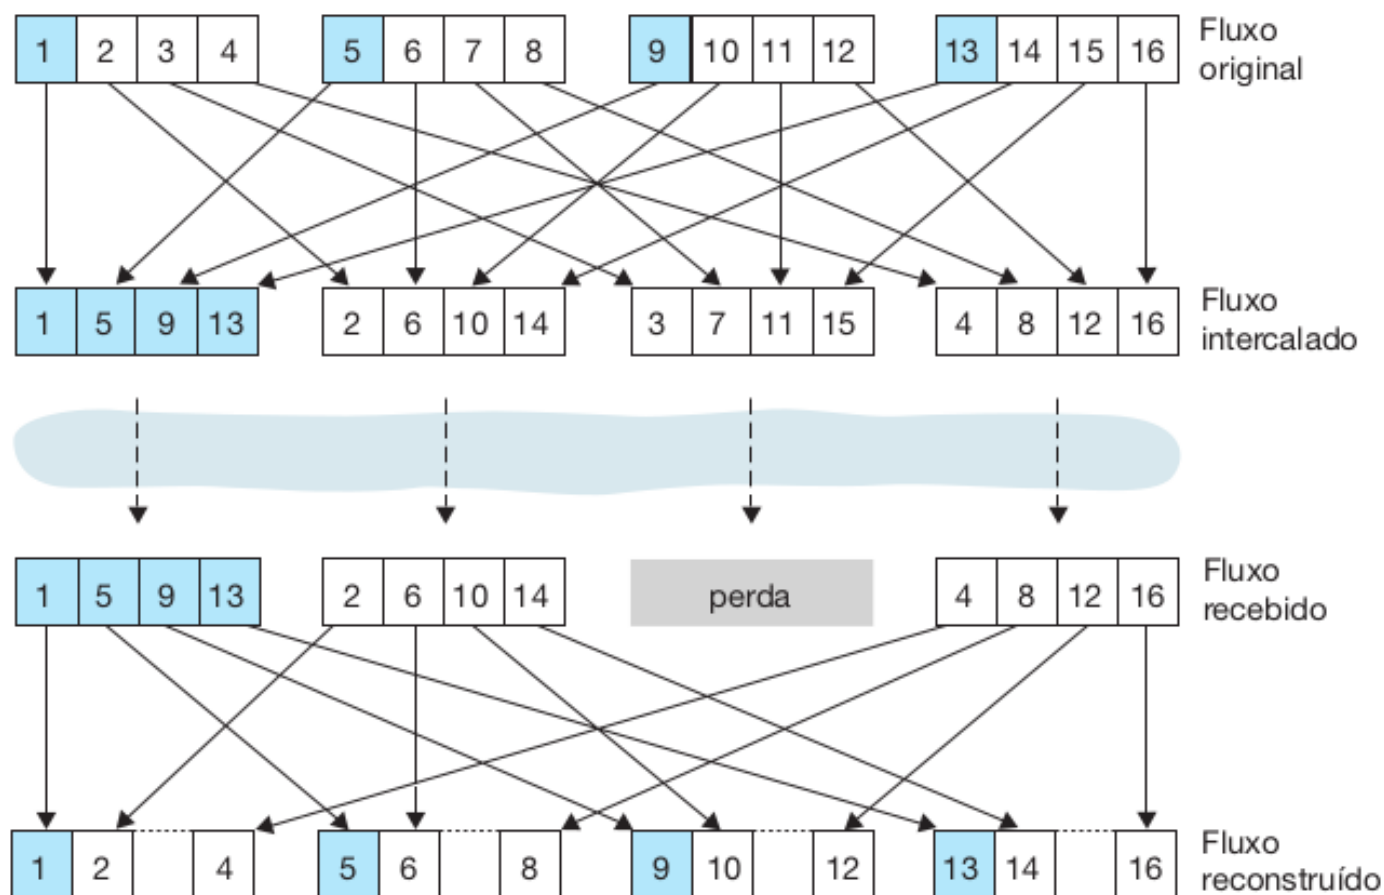 1 2 3 4 5 6 7 8 9 10 11 12 13 14 15 16 Fluxo
original
1 5 9 13 2 6 10 14 3 7 11 15 4 8 12 16 Fluxo
intercalado
1 5 9 13 2 6 10 14 perda 4 8 12 16 Fluxo
recebido
1 2 4 5 6 8 9 10 12 13 14 16 Fluxo
reconstruído